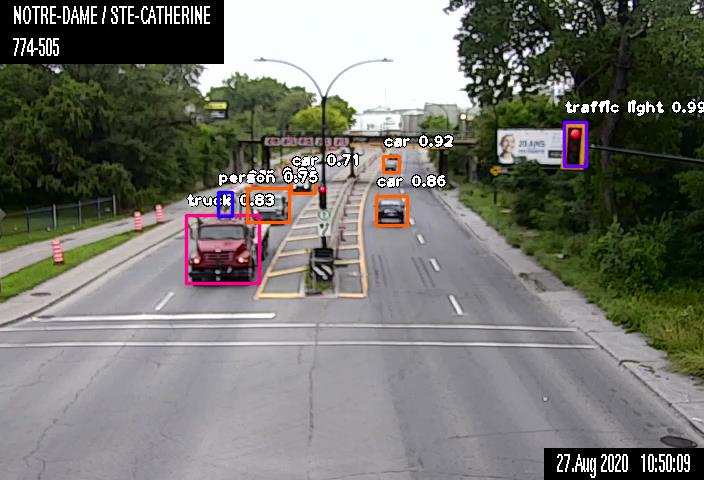 NOTRE-DAME / STE-CATHERINE
774-505
traffic light 0.99
car 0.92
car 0.71
person 0.75
car 0.86
truck 0.83
20 ANS
27.Aug 2020 10:50:09